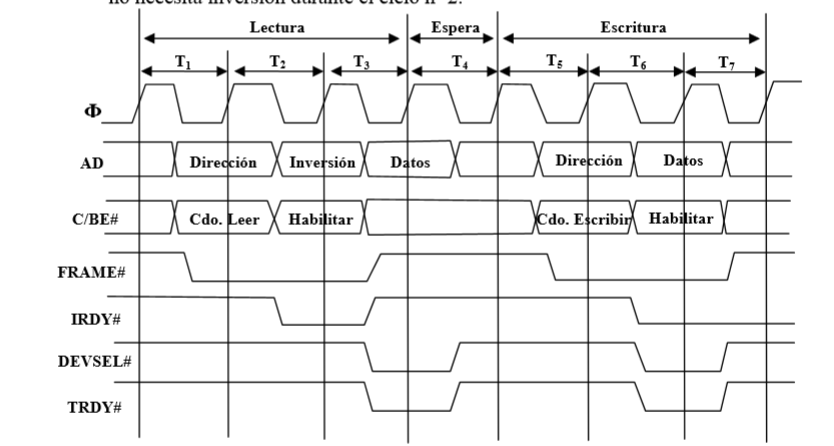 no necesita inversión durante el ciclo nº 2.
Lectura Espera Escritura
T1 T2 T3 T4 T5 T6 T7
Φ
AD Dirección Inversión Datos Dirección Datos
C/BE# Cdo. Leer Habilitar Cdo. Escribir Habilitar
FRAME#
IRDY#
DEVSEL#
TRDY#